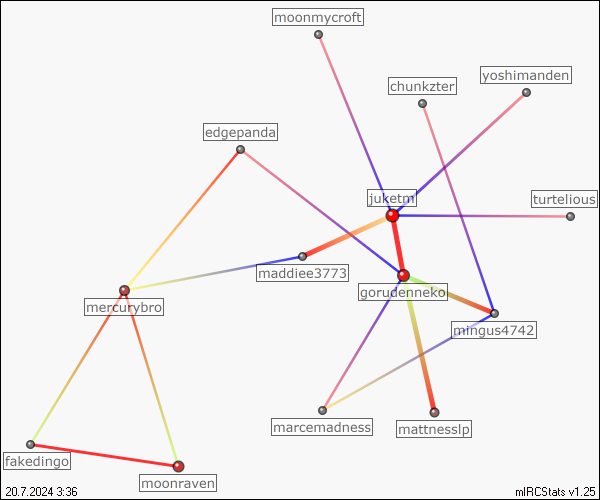 moonmycroft
yoshimanden
chunkzter
edgepanda
juketm
turtelious
maddiee3773
gorudenneko
mercurybro
mingus4742
marcemadness
mattnesslp
fakedingo
moonraven
20.7.2024 3:36
mIRCStats v1.25